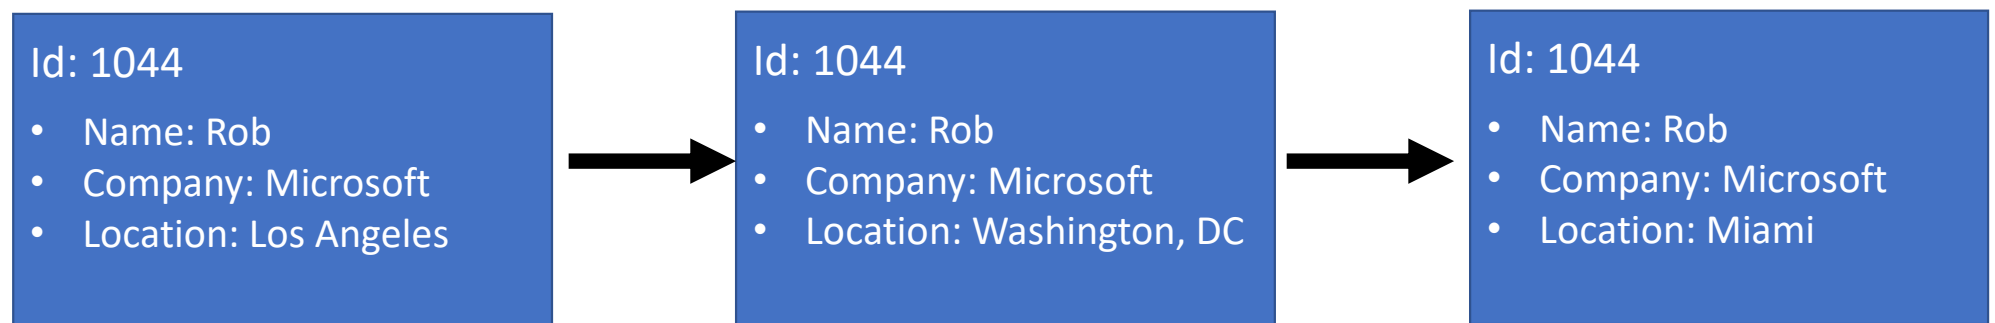 Id: 1044
• Name: Rob
• Company: Microsoft
• Location: Los Angeles
Id: 1044
• Name: Rob
• Company: Microsoft
• Location: Washington, DC
Id: 1044
• Name: Rob
• Company: Microsoft
• Location: Miami